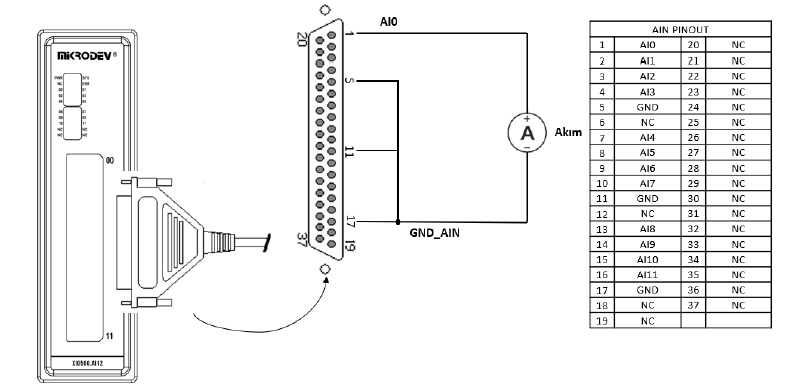 MIKRODEV®
00
11
XIO500.AI12
20
37
1
5
11
17
19
AI0
GND_AIN
+
A
−
Akım
AIN PINOUT
1 AI0 20 NC
2 AI1 21 NC
3 AI2 22 NC
4 AI3 23 NC
5 GND 24 NC
6 NC 25 NC
7 AI4 26 NC
8 AI5 27 NC
9 AI6 28 NC
10 AI7 29 NC
11 GND 30 NC
12 NC 31 NC
13 AI8 32 NC
14 AI9 33 NC
15 AI10 34 NC
16 AI11 35 NC
17 GND 36 NC
18 NC 37 NC
19 NC